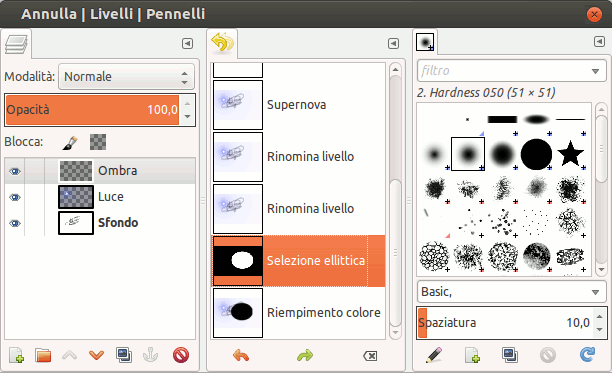 Annulla | Livelli | Pennelli
Modalità: Normale
Opacità 100,0
Blocca:
Ombra
Luce
Sfondo
Supernova
Rinomina livello
Rinomina livello
Selezione ellittica
Riempimento colore
filtro
2. Hardness 050 (51 × 51)
Basic,
Spaziatura 10,0